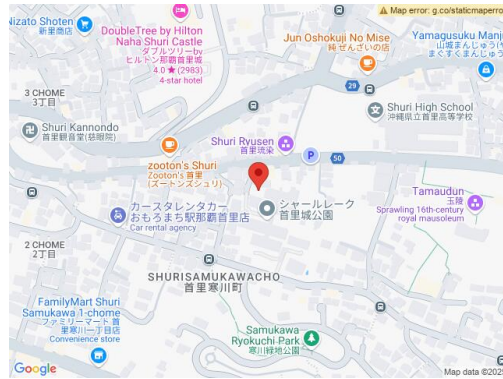 Map error: g.co/staticmaperro
Nizato Shoten
新里商店
DoubleTree by Hilton
Naha Shuri Castle
ダブルツリーby
ヒルトン那覇首里城
4.0 ★ (2983)
4-star hotel
Jun Oshokuji No Mise
純 ぜんざいの店
Yamagusuku Manju
山城まんじゅう(
まぐすくまんじゅう
3 CHOME
3丁目
29
Shuri High School
沖縄県立首里高等学校
Shuri Kannondo
首里観音堂(慈眼院)
Shuri Ryusen
首里琉染
P
50
zooton's Shuri
Zooton's 首里
(ズートンズシュリ)
Tamaudun
玉陵
Sprawling 16th-century
royal mausoleum
カースタレンタカー
おもろまち駅那覇首里店
Car rental agency
シャールレーク
首里城公園
2 CHOME
2丁目
SHURISAMUKAWACHO
首里寒川町
FamilyMart Shuri
Samukawa 1-chome
ファミリーマート 首
里寒川一丁目店
Convenience store
Samukawa
Ryokuchi Park
寒川緑地公園
Google
Map data ©202